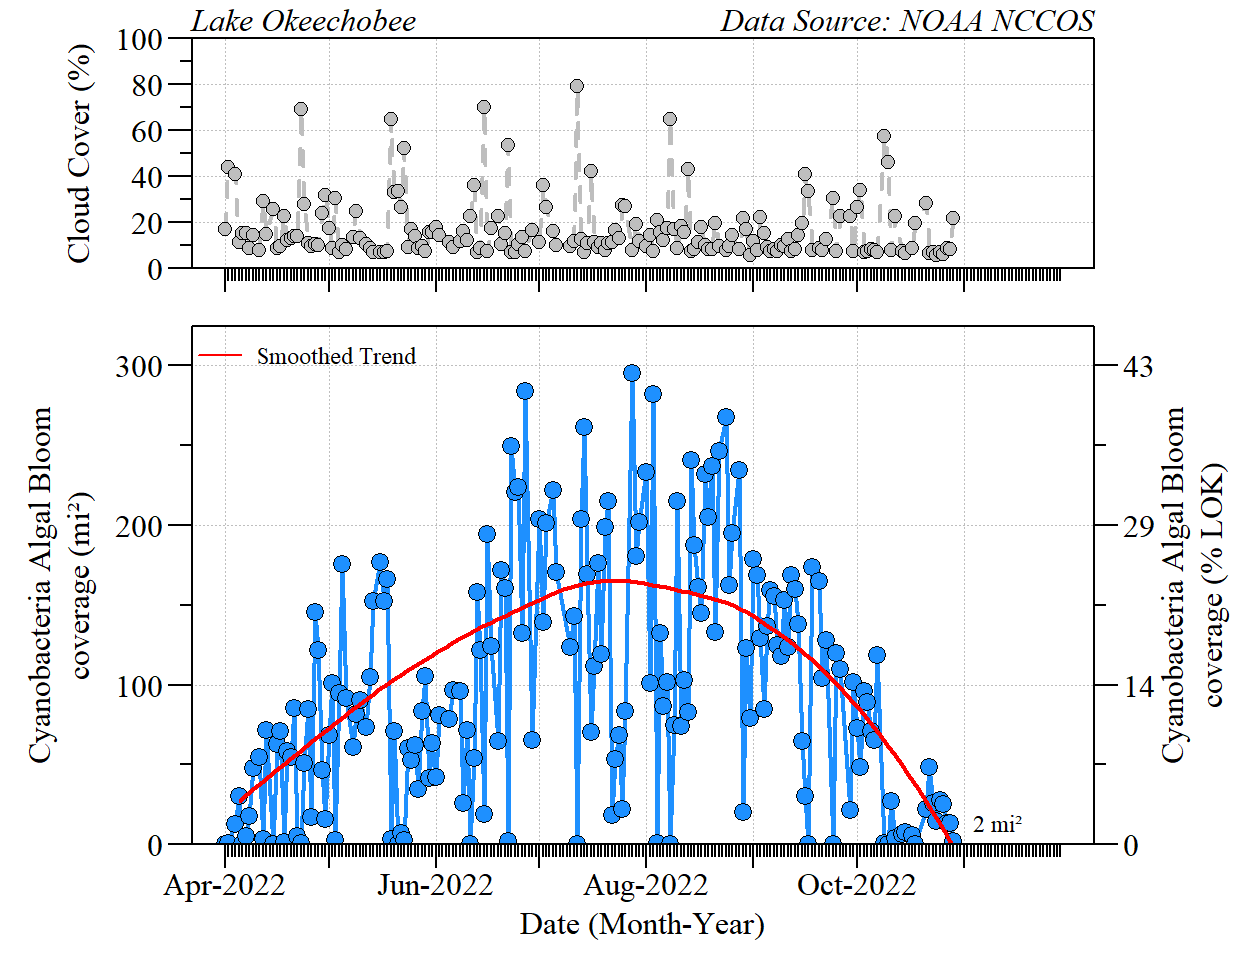 Lake Okeechobee
Data Source: NOAA NCCOS
Cloud Cover (%)
100
80
60
40
20
0
Smoothed Trend
Cyanobacteria Algal Bloom
coverage (mi²)
300
200
100
0
43
29
14
0
Cyanobacteria Algal Bloom
coverage (% LOK)
2 mi²
Apr-2022
Jun-2022
Aug-2022
Oct-2022
Date (Month-Year)